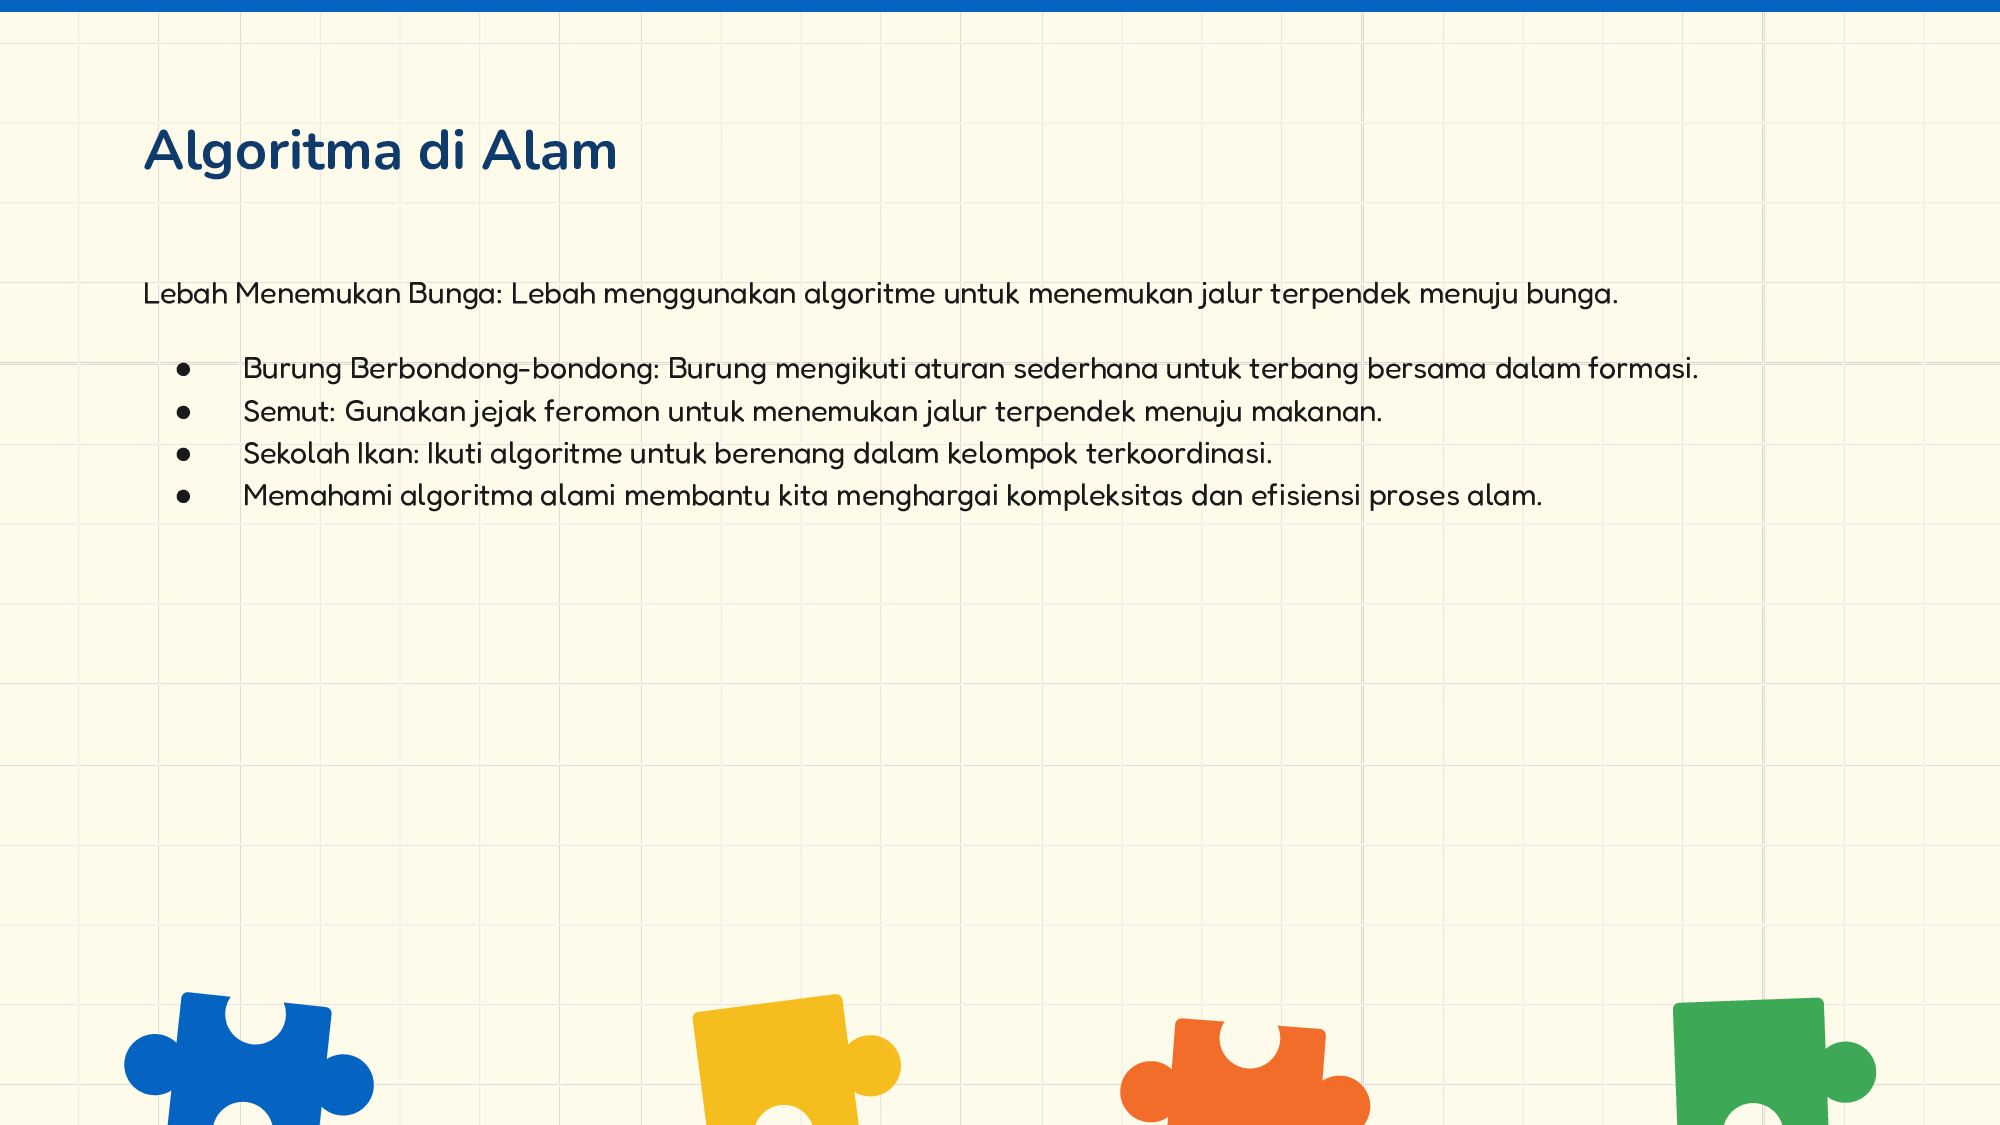 Algoritma di Alam
Lebah Menemukan Bunga: Lebah menggunakan algoritme untuk menemukan jalur terpendek menuju bunga.
● Burung Berbondong-bondong: Burung mengikuti aturan sederhana untuk terbang bersama dalam formasi.
● Semut: Gunakan jejak feromon untuk menemukan jalur terpendek menuju makanan.
● Sekolah Ikan: Ikuti algoritme untuk berenang dalam kelompok terkoordinasi.
● Memahami algoritma alami membantu kita menghargai kompleksitas dan efisiensi proses alam.